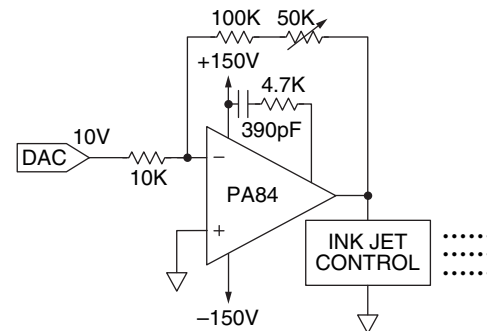 100K 50K
+150V
4.7K
390pF
10V
DAC
10K
−
PA84
+
INK JET
CONTROL
−150V